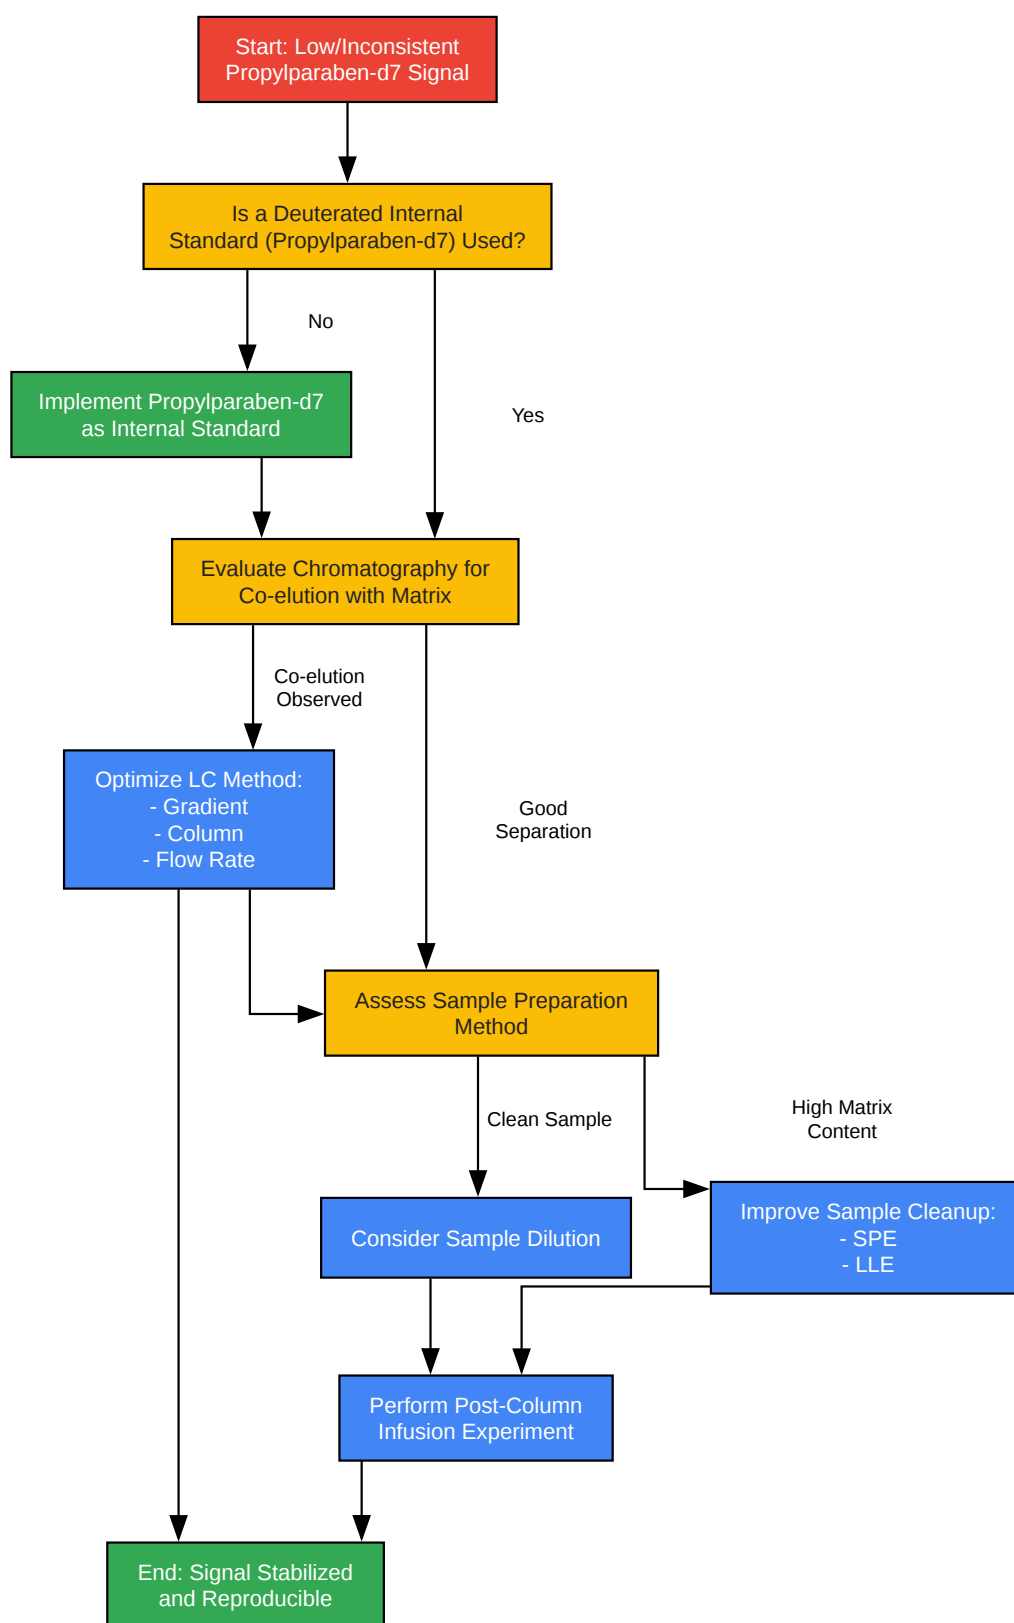 Start: Low/Inconsistent
Propylparaben-d7 Signal
Is a Deuterated Internal
Standard (Propylparaben-d7) Used?
No
Yes
Implement Propylparaben-d7
as Internal Standard
Evaluate Chromatography for
Co-elution with Matrix
Co-elution
Observed
Optimize LC Method:
- Gradient
- Column
- Flow Rate
Good
Separation
Assess Sample Preparation
Method
Clean Sample
High Matrix
Content
Consider Sample Dilution
Improve Sample Cleanup:
- SPE
- LLE
Perform Post-Column
Infusion Experiment
End: Signal Stabilized
and Reproducible